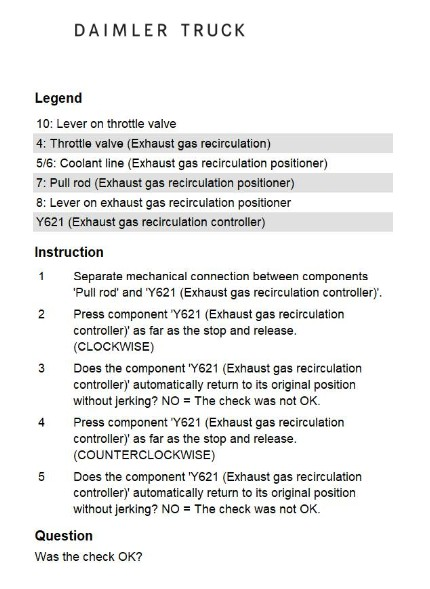 DAIMLER TRUCK
Legend
10: Lever on throttle valve
4: Throttle valve (Exhaust gas recirculation)
5/6: Coolant line (Exhaust gas recirculation positioner)
7: Pull rod (Exhaust gas recirculation positioner)
8: Lever on exhaust gas recirculation positioner
Y621 (Exhaust gas recirculation controller)
Instruction
1 Separate mechanical connection between components
'Pull rod' and 'Y621 (Exhaust gas recirculation controller)'.
2 Press component 'Y621 (Exhaust gas recirculation
controller)' as far as the stop and release.
(CLOCKWISE)
3 Does the component 'Y621 (Exhaust gas recirculation
controller)' automatically return to its original position
without jerking? NO = The check was not OK.
4 Press component 'Y621 (Exhaust gas recirculation
controller)' as far as the stop and release.
(COUNTERCLOCKWISE)
5 Does the component 'Y621 (Exhaust gas recirculation
controller)' automatically return to its original position
without jerking? NO = The check was not OK.
Question
Was the check OK?